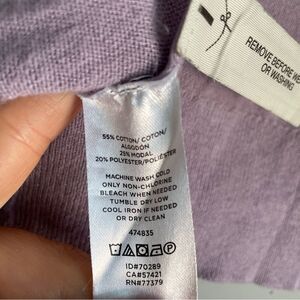 REMOVE BEFORE WE
OR WASHING
55% COTTON/ COTON/
ALGODÓN
25% MODAL
20% POLYESTER/POLIÉSTER
MACHINE WASH COLD
ONLY NON-CHLORINE
BLEACH WHEN NEEDED
TUMBLE DRY LOW
COOL IRON IF NEEDED
OR DRY CLEAN
474835
ID#70289
CA#57421
RN#77379